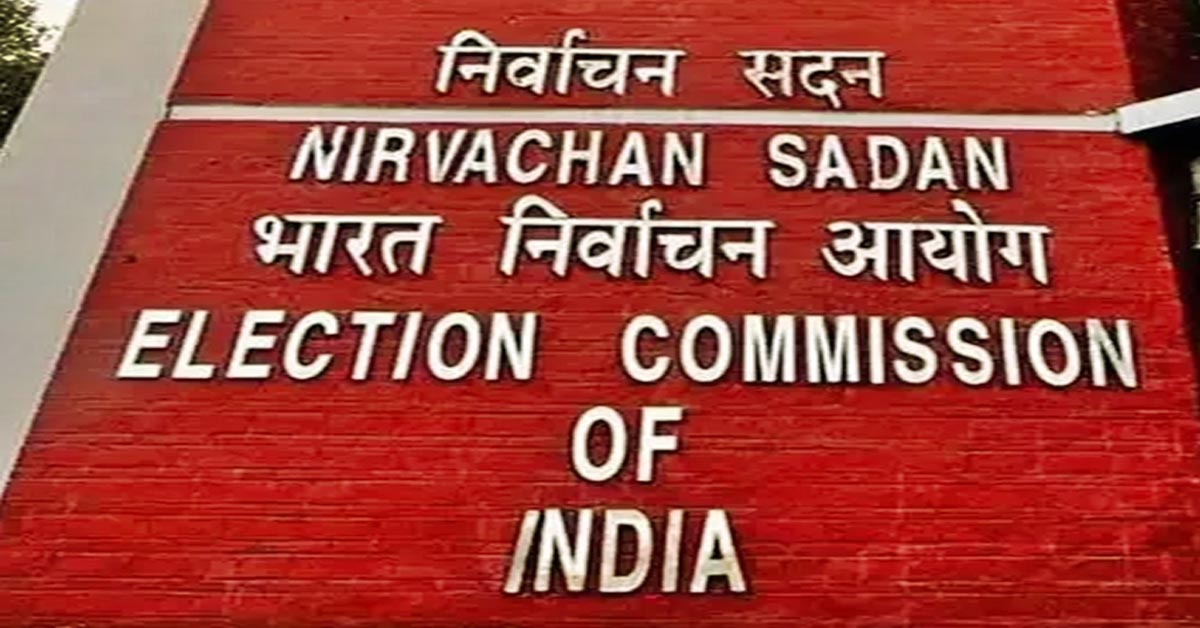 निर्वाचन सदन
NIRVACHAN SADAN
भारत निर्वाचन आयोग
ELECTION COMMISSION
OF
INDIA